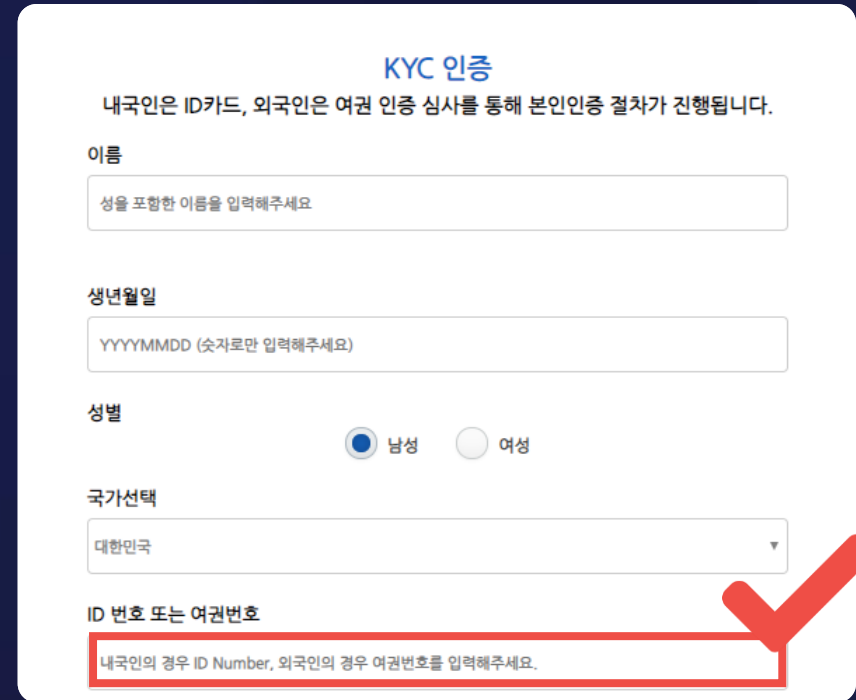 KYC 인증
내국인은 ID카드, 외국인은 여권 인증 심사를 통해 본인인증 절차가 진행됩니다.
이름
성을 포함한 이름을 입력해주세요
생년월일
YYYYMMDD (숫자로만 입력해주세요)
성별
남성 여성
국가선택
대한민국
ID 번호 또는 여권번호
내국인의 경우 ID Number, 외국인의 경우 여권번호를 입력해주세요.